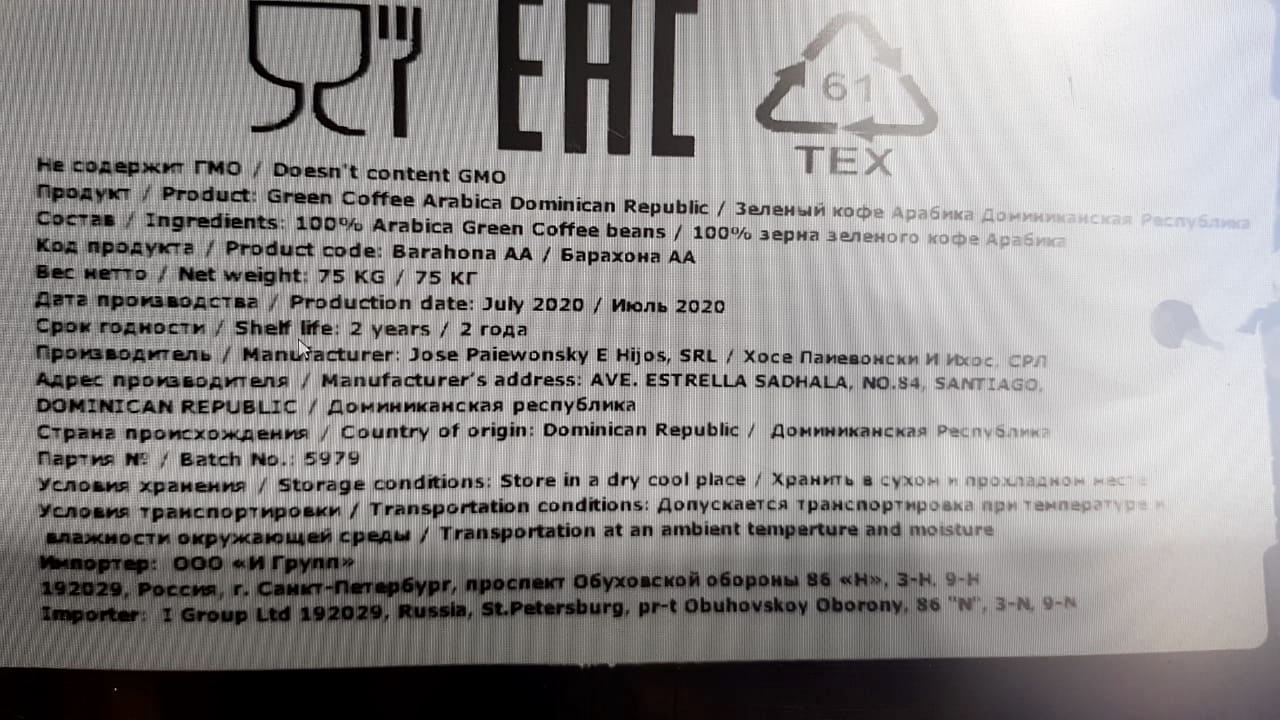 EAC
61
TEX
Не содержит ГМО / Doesn't content GMO
Продукт / Product: Green Coffee Arabica Dominican Republic / Зеленый кофе Арабика Доминиканская Республика
Состав / Ingredients: 100% Arabica Green Coffee beans / 100% зерна зеленого кофе Арабика
Код продукта / Product code: Barahona AA / Барахона АА
Вес нетто / Net weight: 75 KG / 75 КГ
Дата производства / Production date: July 2020 / Июль 2020
Срок годности / Shelf life: 2 years / 2 года
Производитель / Manufacturer: Jose Paiewonsky E Hijos, SRL / Хосе Паиевонски И Ихос, СРЛ
Адрес производителя / Manufacturer's address: AVE. ESTRELLA SADHALA, NO.84, SANTIAGO,
DOMINICAN REPUBLIC / Доминиканская республика
Страна происхождения / Country of origin: Dominican Republic / Доминиканская Республика
Партия № / Batch No.: 5979
Условия хранения / Storage conditions: Store in a dry cool place / Хранить в сухом и прохладном месте
Условия транспортировки / Transportation conditions: Допускается транспортировка при температуре и
влажности окружающей среды / Transportation at an ambient temperture and moisture
Импортер: ООО «И Групп»
192029, Россия, г. Санкт-Петербург, проспект Обуховской обороны 86 «Н», 3-Н, 9-Н
Importer: I Group Ltd 192029, Russia, St.Petersburg, pr-t Obuhovskoy Oborony, 86 "N", 3-N, 9-N